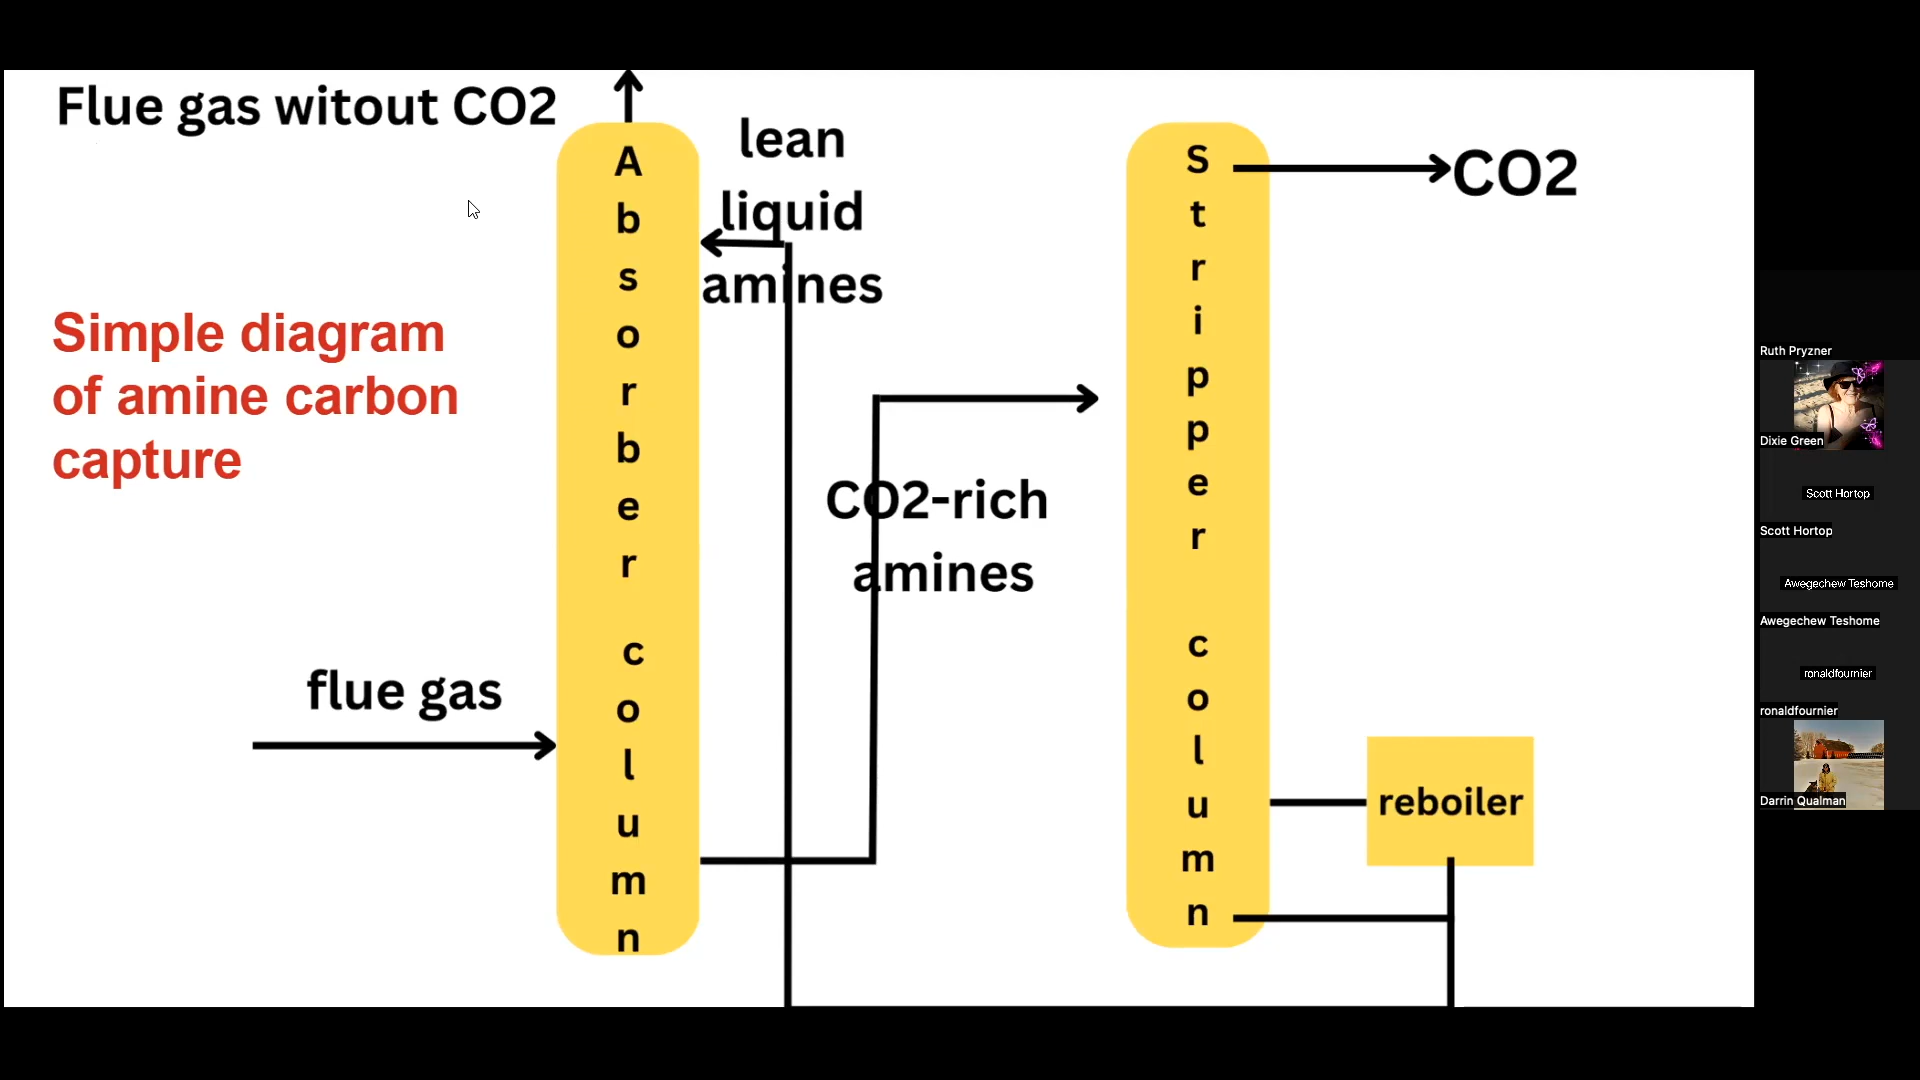 Flue gas witout CO2
Simple diagram
of amine carbon
capture
flue gas
Absorber column
lean
liquid
amines
CO2-rich
amines
Stripper column
CO2
reboiler
Ruth Pryzner
Dixie Green
Scott Hortop
Scott Hortop
Awegechew Teshome
Awegechew Teshome
ronaldfournier
ronaldfournier
Darrin Qualman